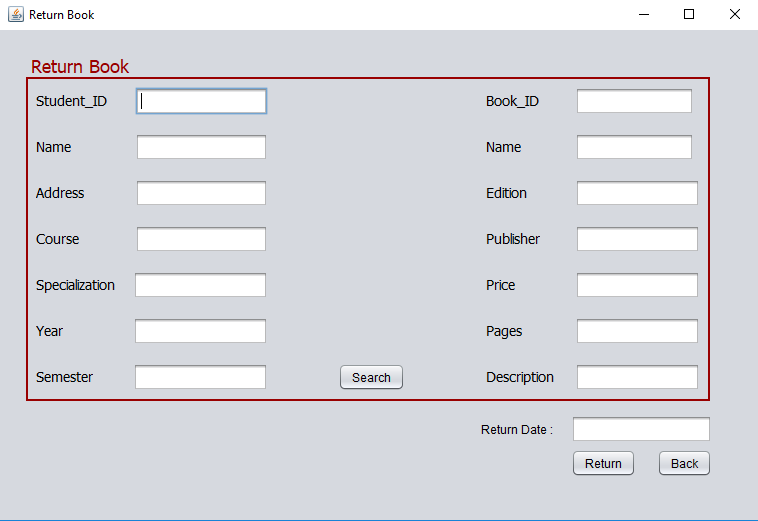 Return Book
Return Book
Student_ID Book_ID
Name Name
Address Edition
Course Publisher
Specialization Price
Year Pages
Semester Search Description
Return Date :
Return Back